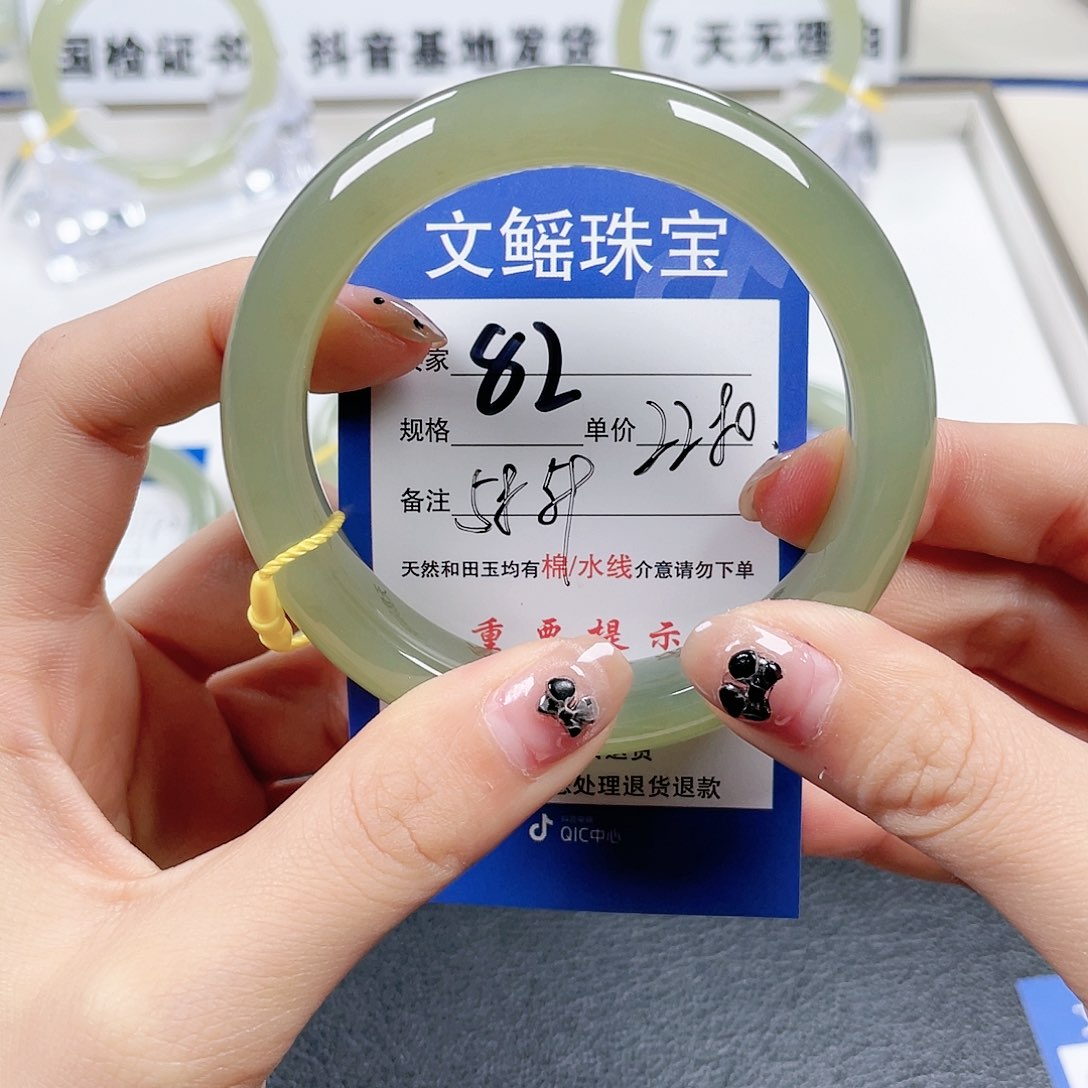 国检证书 抖音基地发货 7天无理由
文鳐珠宝
家 82
规格 单价 2280
备注 58
天然和田玉均有棉/水线介意请勿下单
重要提示
处理退货退款
QIC中心